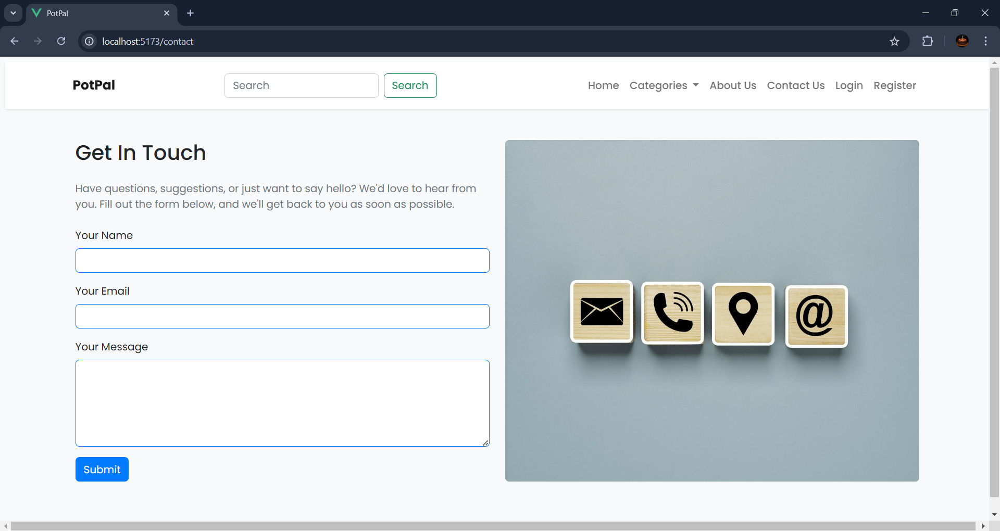 PotPal
localhost:5173/contact
PotPal
Search
Search
Home
Categories
About Us
Contact Us
Login
Register
Get In Touch
Have questions, suggestions, or just want to say hello? We'd love to hear from
you. Fill out the form below, and we'll get back to you as soon as possible.
Your Name
Your Email
Your Message
Submit
@